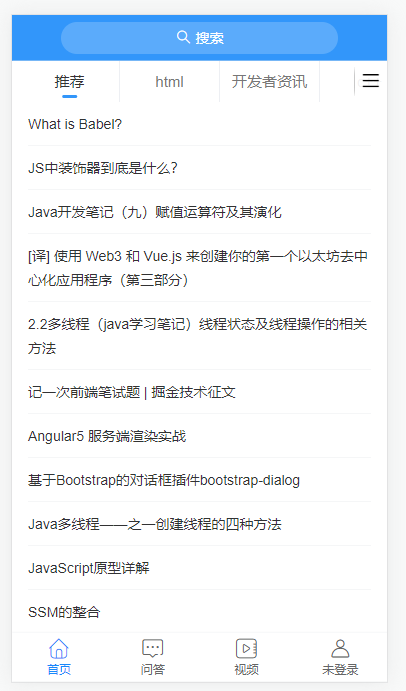 搜索
推荐 html 开发者资讯
What is Babel?
JS中装饰器到底是什么?
Java开发笔记（九）赋值运算符及其演化
[译] 使用 Web3 和 Vue.js 来创建你的第一个以太坊去中
心化应用程序（第三部分）
2.2多线程（java学习笔记）线程状态及线程操作的相关
方法
记一次前端笔试题 | 掘金技术征文
Angular5 服务端渲染实战
基于Bootstrap的对话框插件bootstrap-dialog
Java多线程——之一创建线程的四种方法
JavaScript原型详解
SSM的整合
首页 问答 视频 未登录